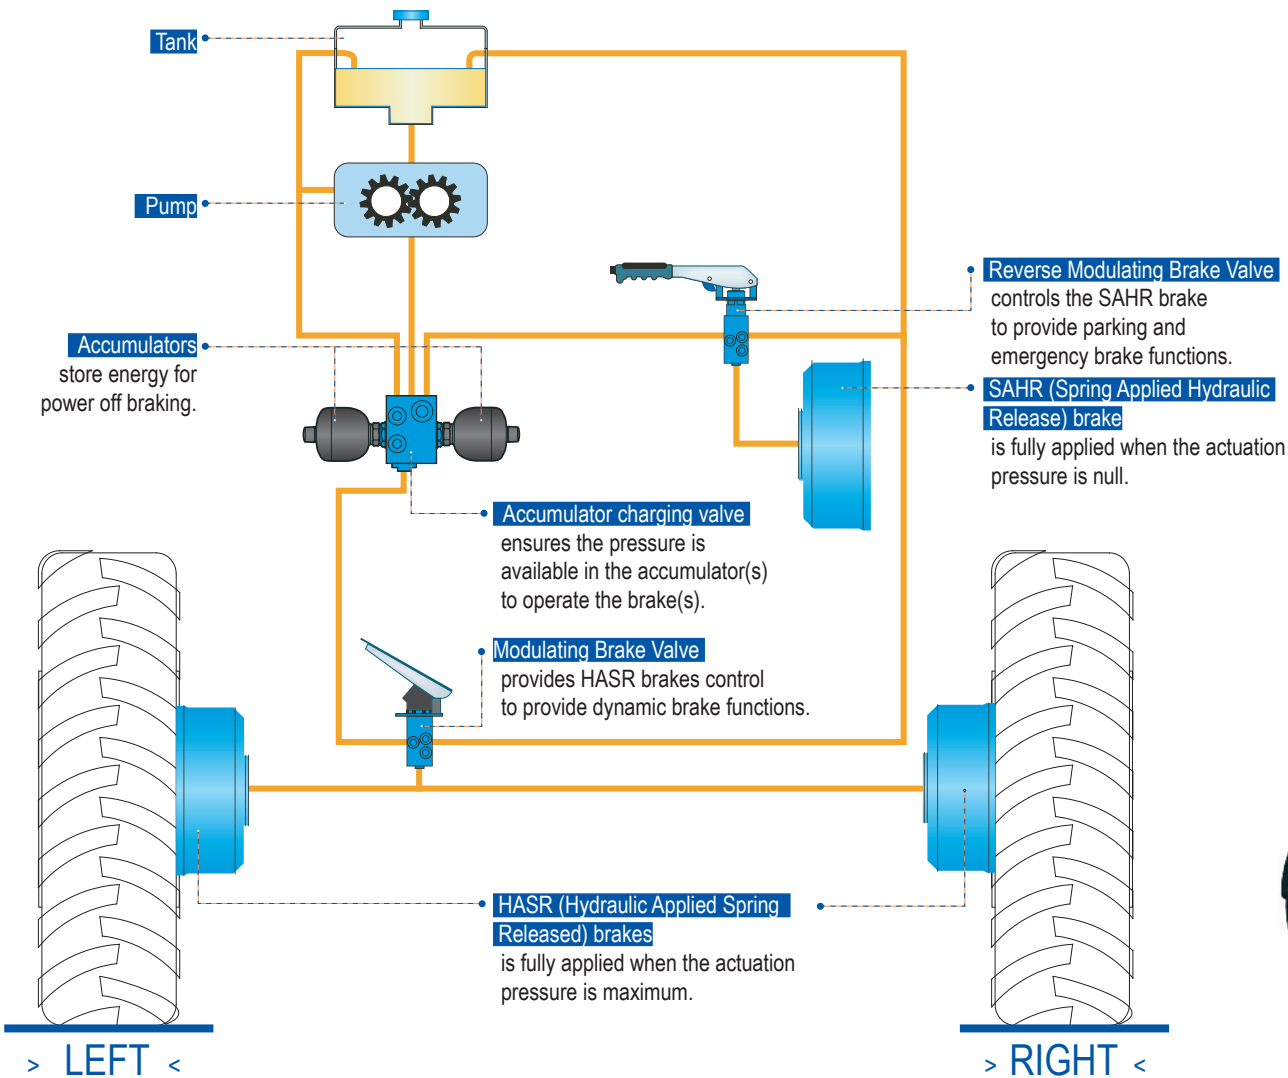 Tank
Pump
Accumulators
store energy for
power off braking.
Reverse Modulating Brake Valve
controls the SAHR brake
to provide parking and
emergency brake functions.
SAHR (Spring Applied Hydraulic
Release) brake
is fully applied when the actuation
pressure is null.
Accumulator charging valve
ensures the pressure is
available in the accumulator(s)
to operate the brake(s).
Modulating Brake Valve
provides HASR brakes control
to provide dynamic brake functions.
HASR (Hydraulic Applied Spring
Released) brakes
is fully applied when the actuation
pressure is maximum.
> LEFT <
> RIGHT <